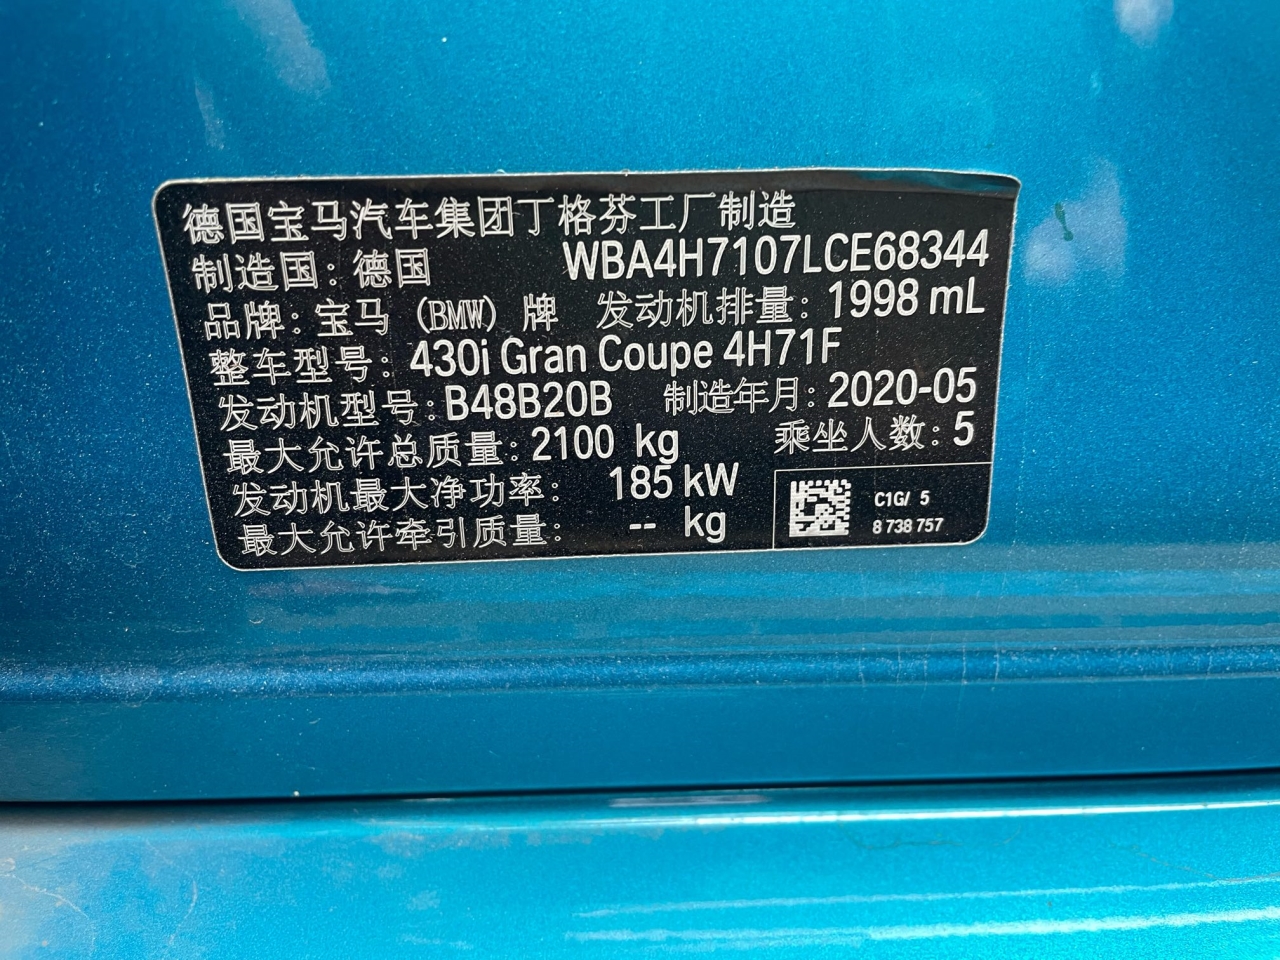 德国宝马汽车集团丁格芬工厂制造
制造国：德国 WBA4H7107LCE68344
品牌：宝马 (BMW) 牌 发动机排量：1998 mL
整车型号：430i Gran Coupe 4H71F
发动机型号：B48B20B 制造年月：2020-05
最大允许总质量：2100 kg 乘坐人数：5
发动机最大净功率： 185 kW
最大允许牵引质量： -- kg
C1G/ 5
8 738 757